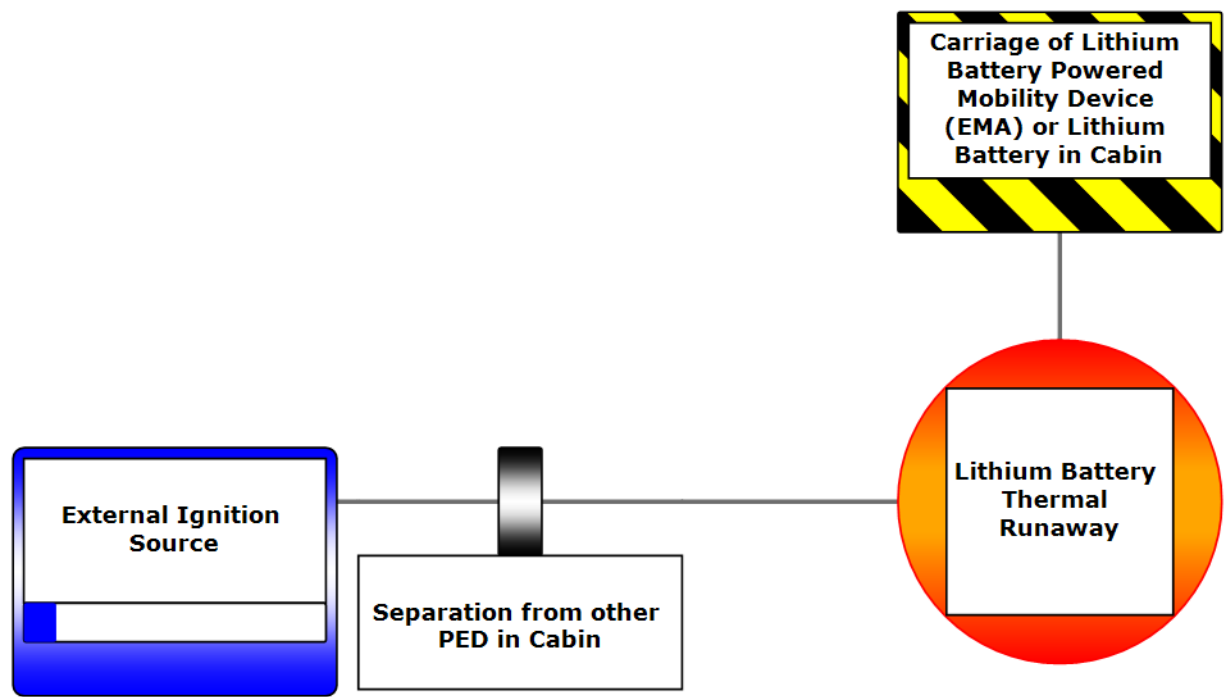 Carriage of Lithium
Battery Powered
Mobility Device
(EMA) or Lithium
Battery in Cabin
External Ignition
Source
Separation from other
PED in Cabin
Lithium Battery
Thermal
Runaway